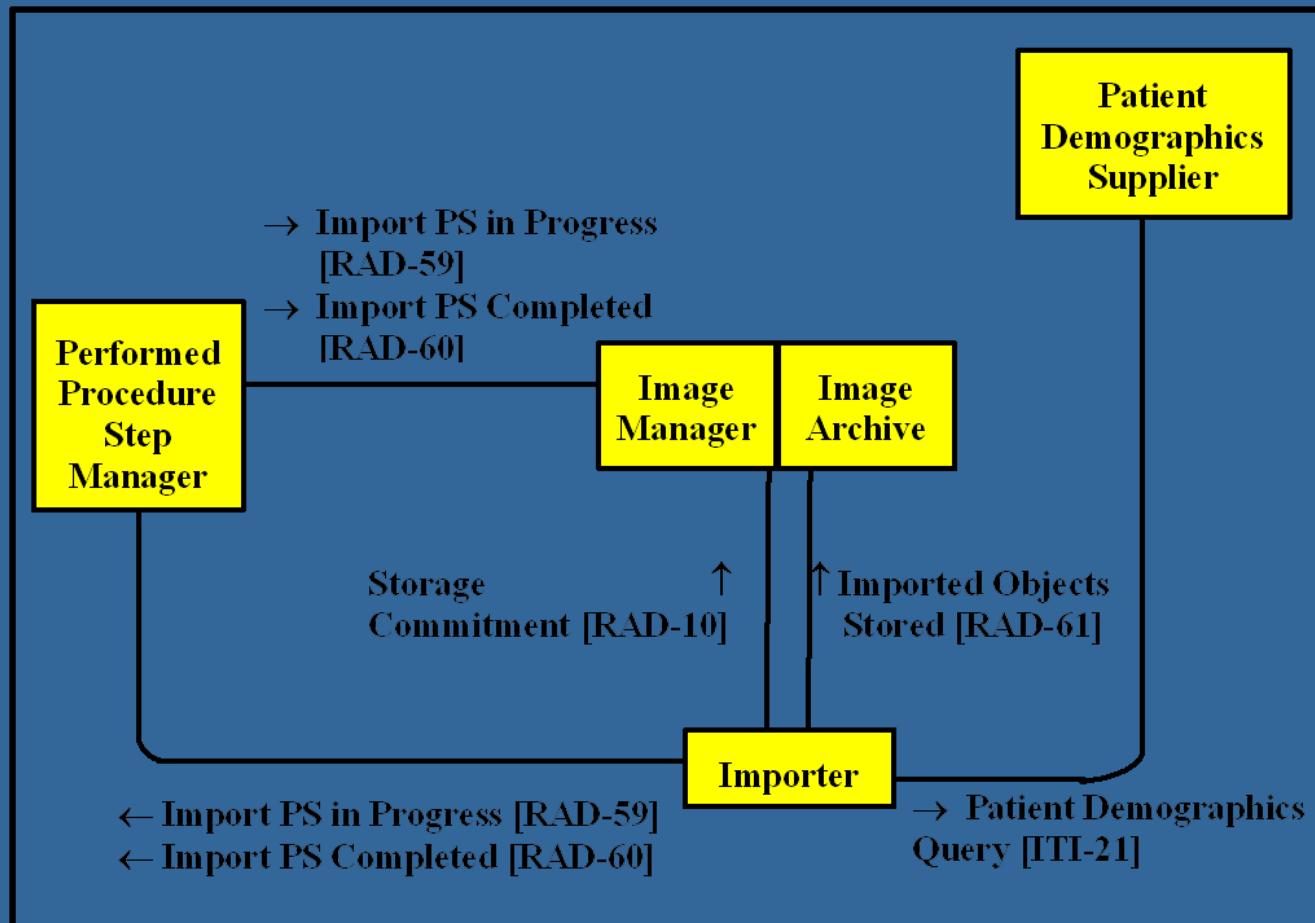 Patient
Demographics
Supplier
→ Import PS in Progress
[RAD-59]
→ Import PS Completed
[RAD-60]
Performed
Procedure
Step
Manager
Image
Manager
Image
Archive
Storage ↑
Commitment [RAD-10]
↑ Imported Objects
Stored [RAD-61]
Importer
← Import PS in Progress [RAD-59]
← Import PS Completed [RAD-60]
→ Patient Demographics
Query [ITI-21]